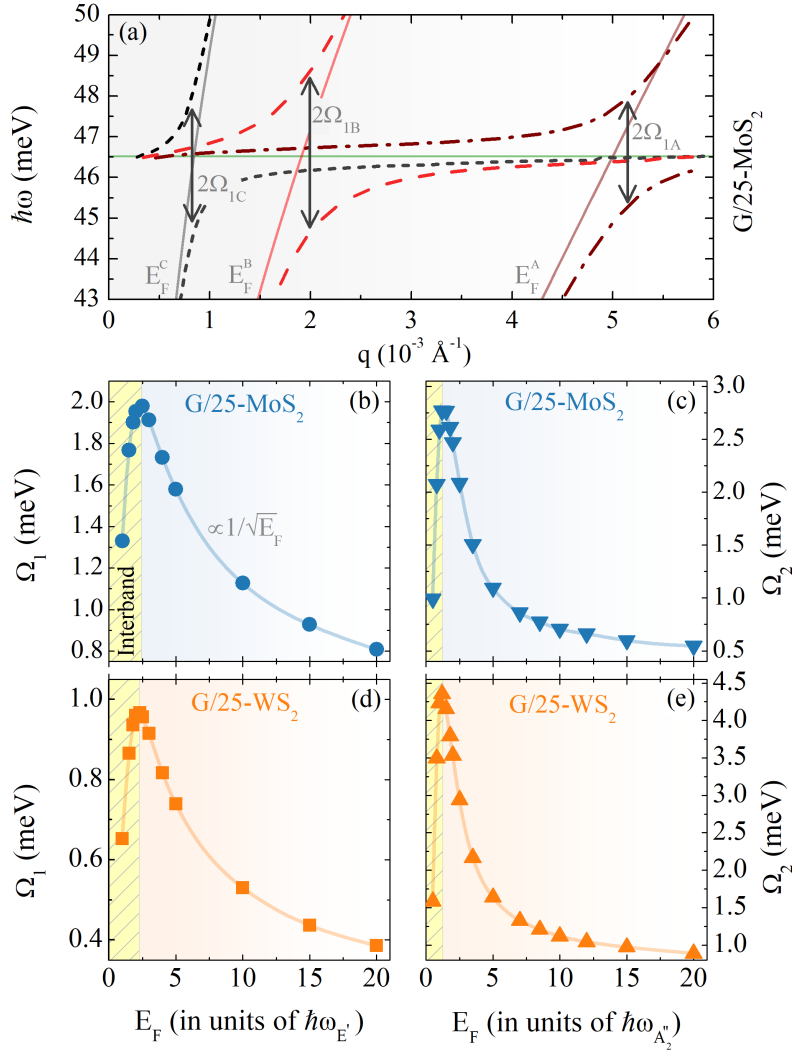 (a)
50
49
48
47
46
45
44
43
ħω (meV)
2Ω1C
2Ω1B
2Ω1A
E_F^C
E_F^B
E_F^A
G/25-MoS2
0 1 2 3 4 5 6
q (10⁻³ Å⁻¹)
G/25-MoS2 (b)
2.0
1.8
1.6
1.4
1.2
1.0
0.8
Ω1 (meV)
∝1/√E_F
Interband
(c)
G/25-MoS2
3.0
2.5
2.0
1.5
1.0
0.5
Ω2 (meV)
G/25-WS2 (d)
1.0
0.8
0.6
0.4
Ω1 (meV)
0 5 10 15 20
E_F (in units of ħω_E')
G/25-WS2 (e)
4.5
4.0
3.5
3.0
2.5
2.0
1.5
1.0
Ω2 (meV)
0 5 10 15 20
E_F (in units of ħω_A2'')